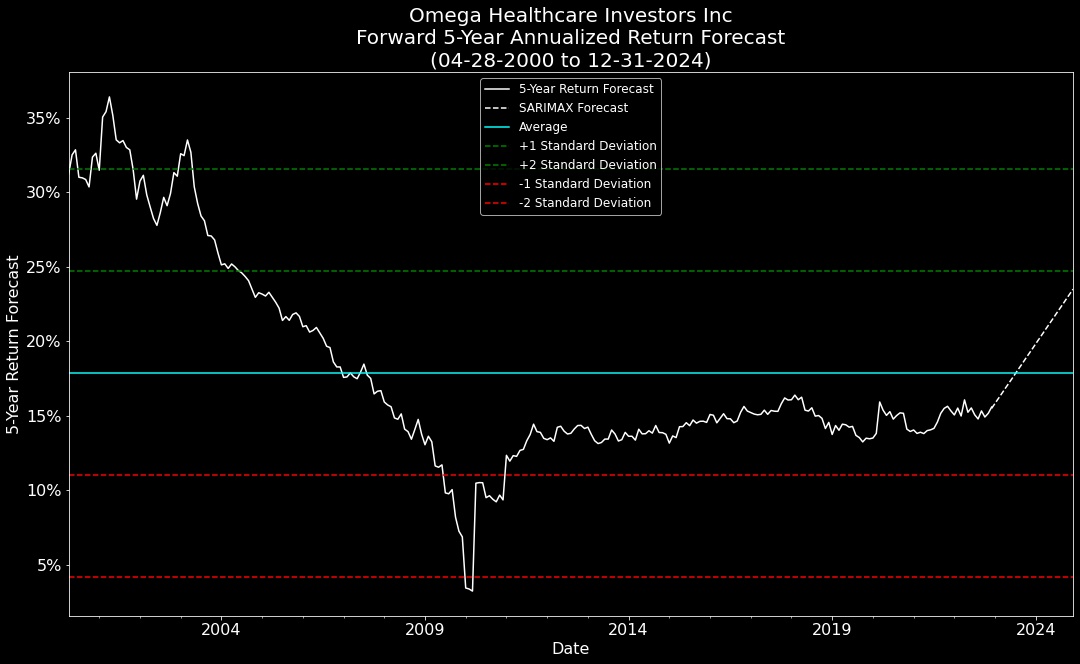 Omega Healthcare Investors Inc
Forward 5-Year Annualized Return Forecast
(04-28-2000 to 12-31-2024)
5-Year Return Forecast
SARIMAX Forecast
Average
+1 Standard Deviation
+2 Standard Deviation
-1 Standard Deviation
-2 Standard Deviation
5-Year Return Forecast
35%
30%
25%
20%
15%
10%
5%
2004 2009 2014 2019 2024
Date